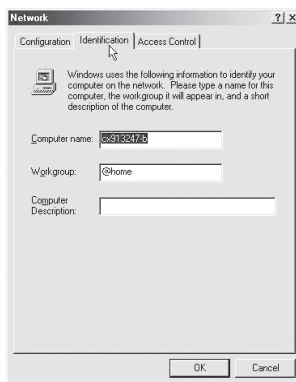 Network
? ×
Configuration Identification Access Control
Windows uses the following information to identify your
computer on the network. Please type a name for this
computer, the workgroup it will appear in, and a short
description of the computer.
Computer name: cx913247-b
Workgroup: @home
Computer
Description:
OK Cancel